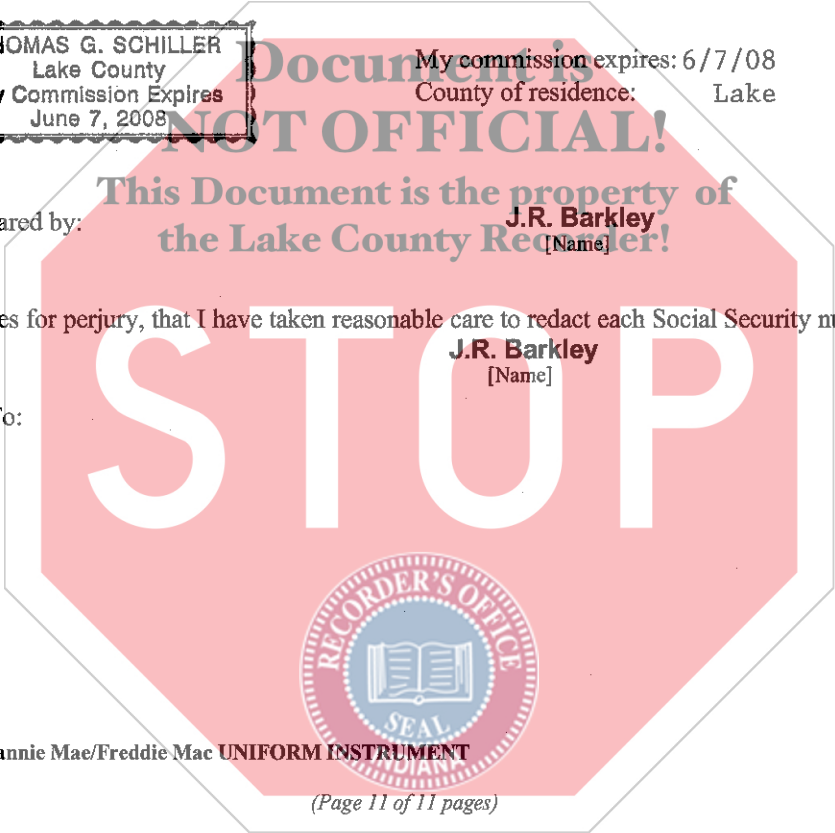 OMAS G. SCHILLER
Lake County
Commission Expires
June 7, 2008
My commission expires: 6/7/08
County of residence: Lake
Document is
NOT OFFICIAL!
This Document is the property of
the Lake County Recorder!
ared by:
J.R. Barkley
[Name]
es for perjury, that I have taken reasonable care to redact each Social Security nu
J.R. Barkley
[Name]
To:
STOP
RECORDER'S OFFICE
SEAL
INDIANA
annie Mae/Freddie Mac UNIFORM INSTRUMENT
(Page 11 of 11 pages)